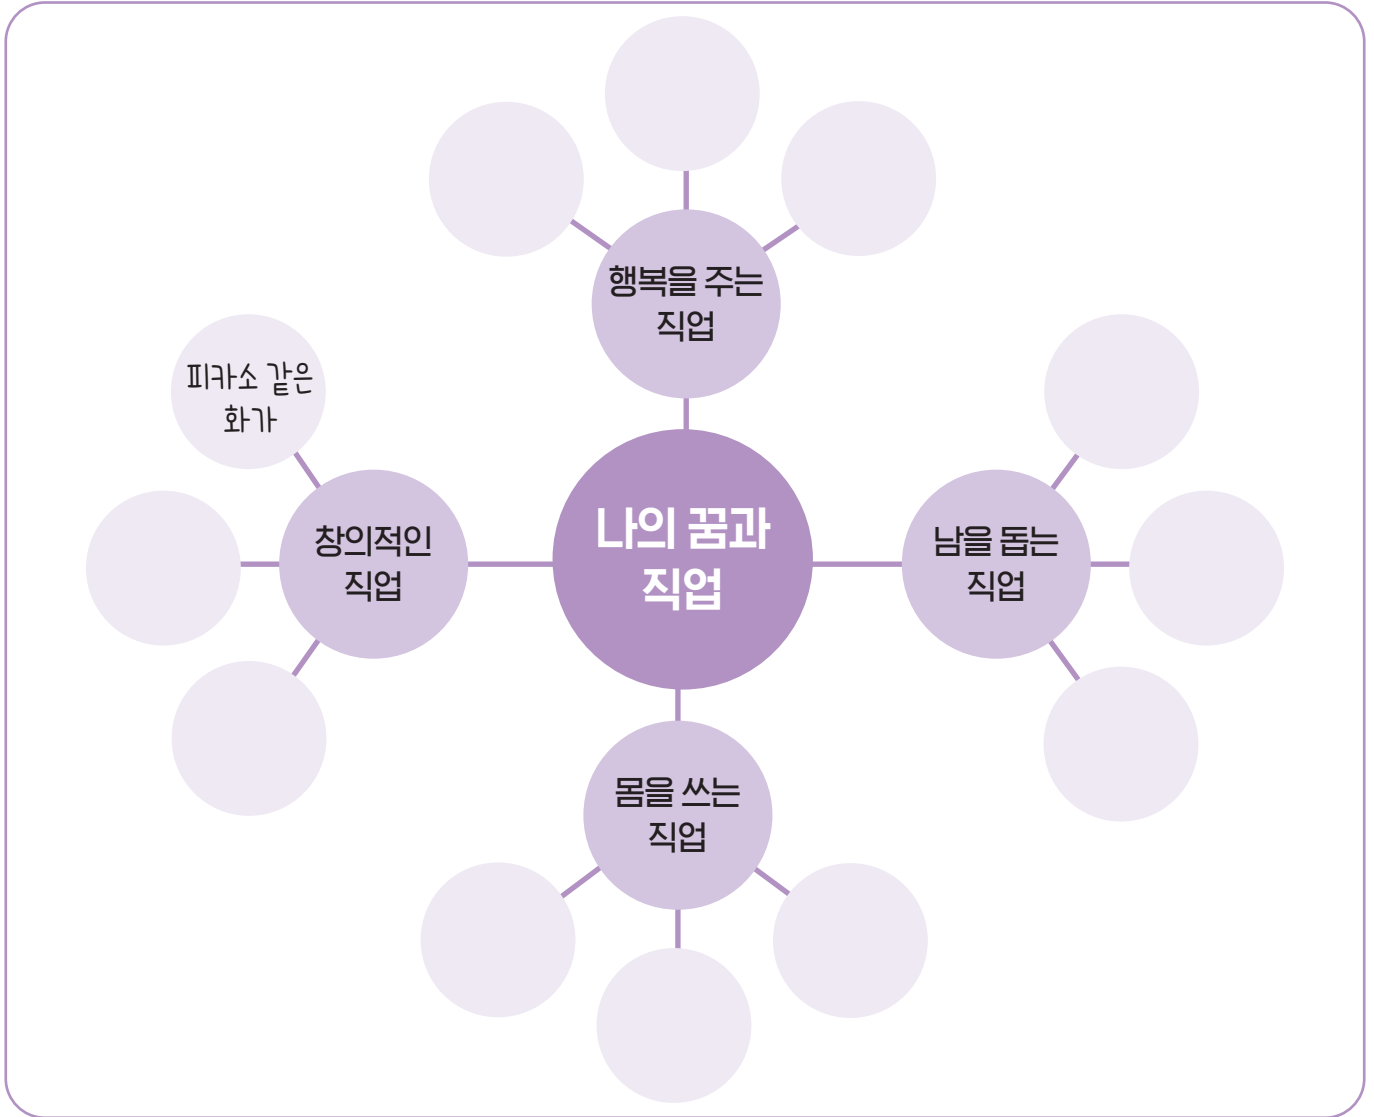 행복을 주는
직업
피카소 같은
화가
창의적인
직업
나의 꿈과
직업
남을 돕는
직업
몸을 쓰는
직업